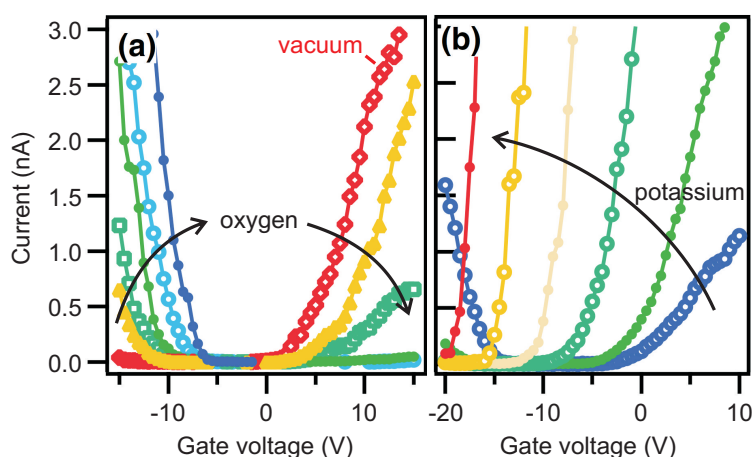 (a)
(b)
vacuum
oxygen
potassium
Current (nA)
3.0
2.5
2.0
1.5
1.0
0.5
0.0
-10 0 10
-20 -10 0 10
Gate voltage (V)
Gate voltage (V)